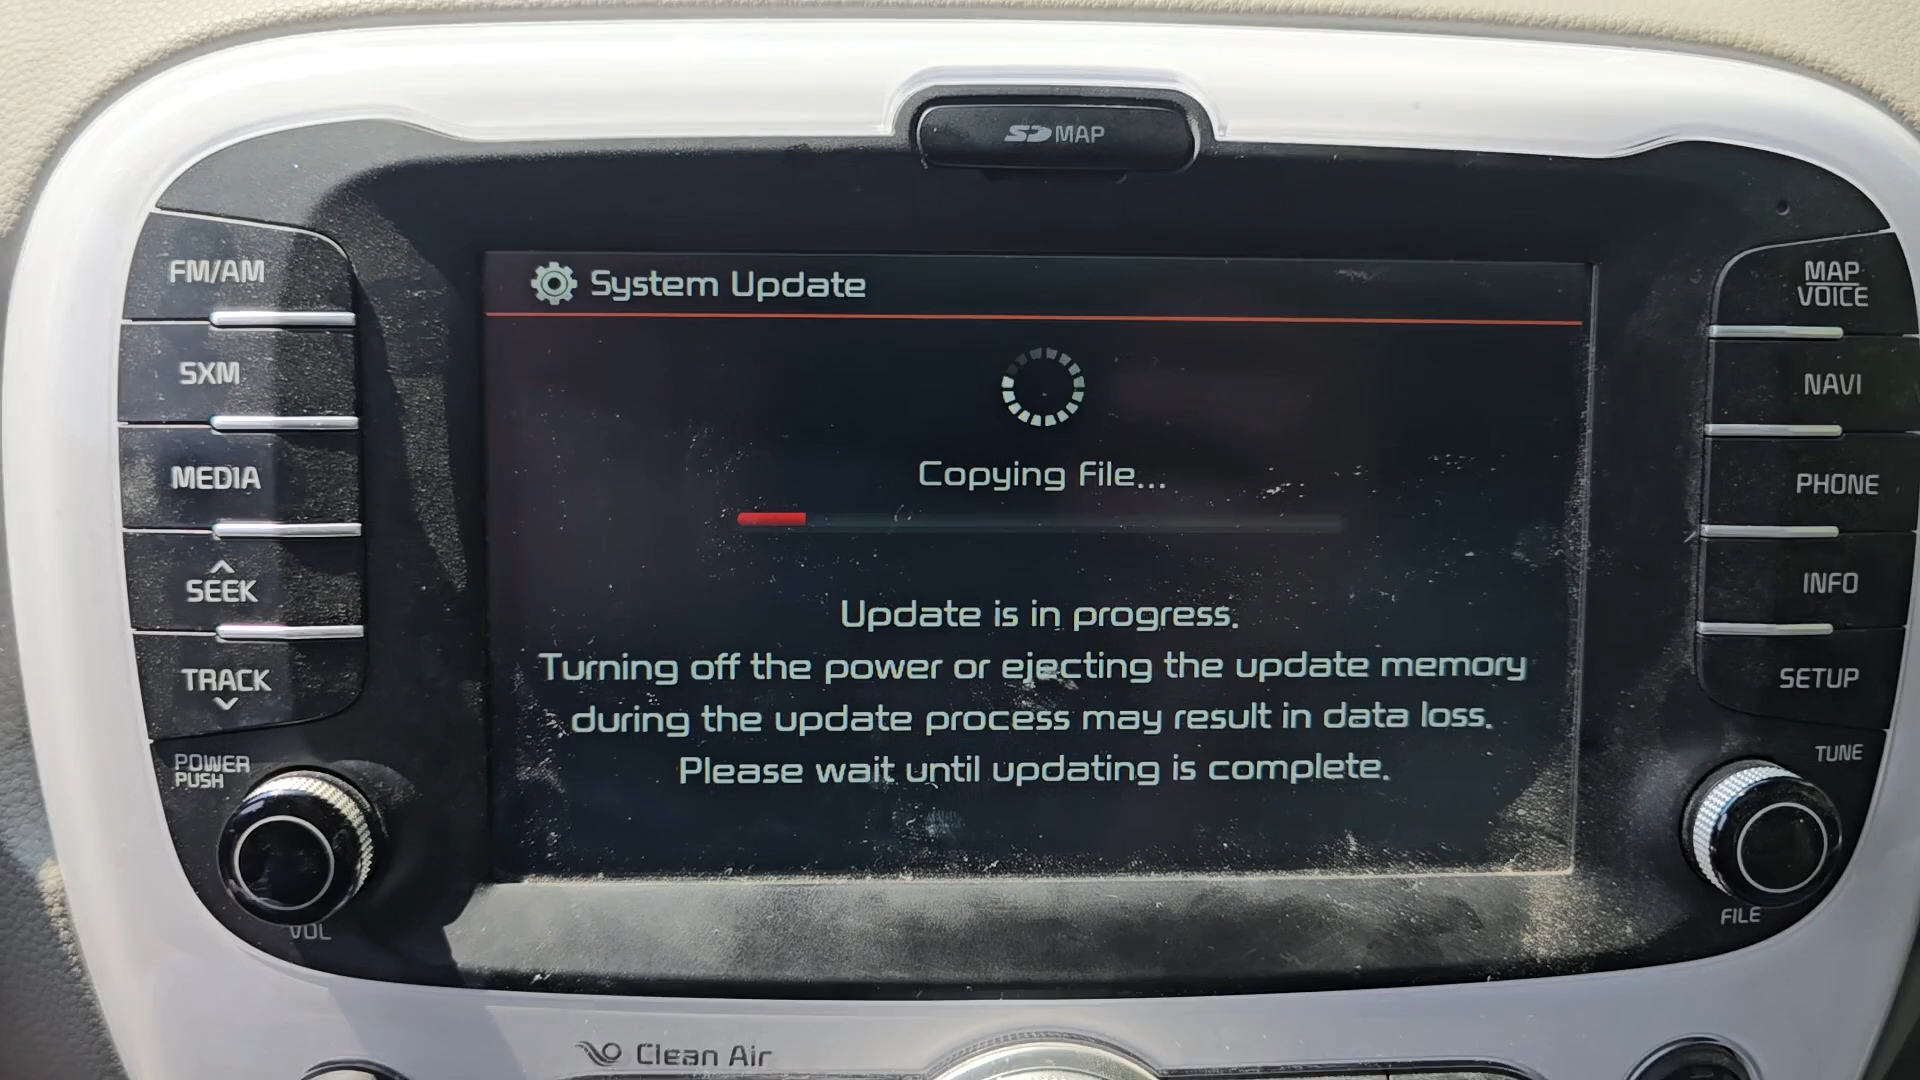 SD MAP
FM/AM
SXM
MEDIA
SEEK
TRACK
POWER
PUSH
VOL
System Update
Copying File...
Update is in progress.
Turning off the power or ejecting the update memory
during the update process may result in data loss.
Please wait until updating is complete.
MAP
VOICE
NAVI
PHONE
INFO
SETUP
TUNE
FILE
Clean Air